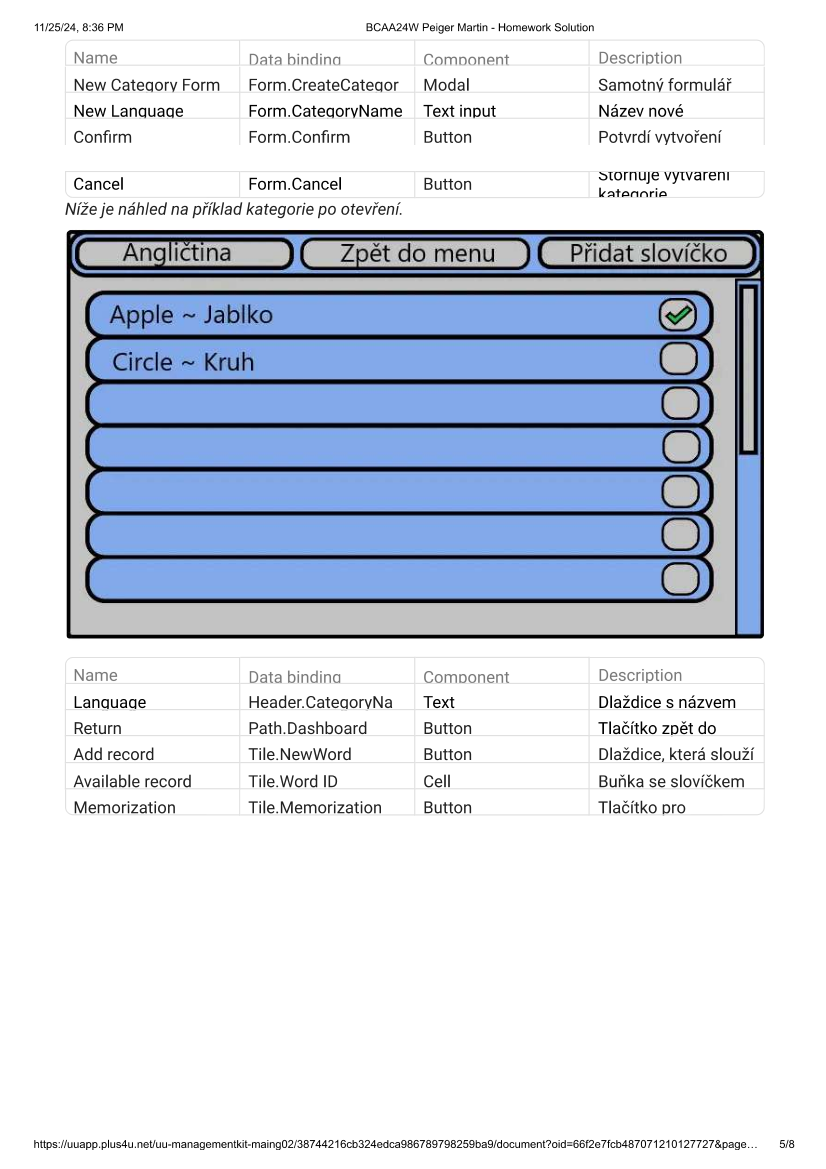 11/25/24, 8:36 PM BCAA24W Peiger Martin - Homework Solution
Name Data binding Component Description
New Category Form Form.CreateCategor Modal Samotný formulář
New Language Form.CategoryName Text input Název nové
Confirm Form.Confirm Button Potvrdí vytvoření
Cancel Form.Cancel Button Stornuje vytváření
kategorie
Níže je náhled na příklad kategorie po otevření.
Angličtina Zpět do menu Přidat slovíčko
Apple ~ Jablko
Circle ~ Kruh
Name Data binding Component Description
Language Header.CategoryNa Text Dlaždice s názvem
Return Path.Dashboard Button Tlačítko zpět do
Add record Tile.NewWord Button Dlaždice, která slouží
Available record Tile.Word ID Cell Buňka se slovíčkem
Memorization Tile.Memorization Button Tlačítko pro
https://uuapp.plus4u.net/uu-managementkit-maing02/38744216cb324edca986789798259ba9/document?oid=66f2e7fcb487071210127727&page… 5/8